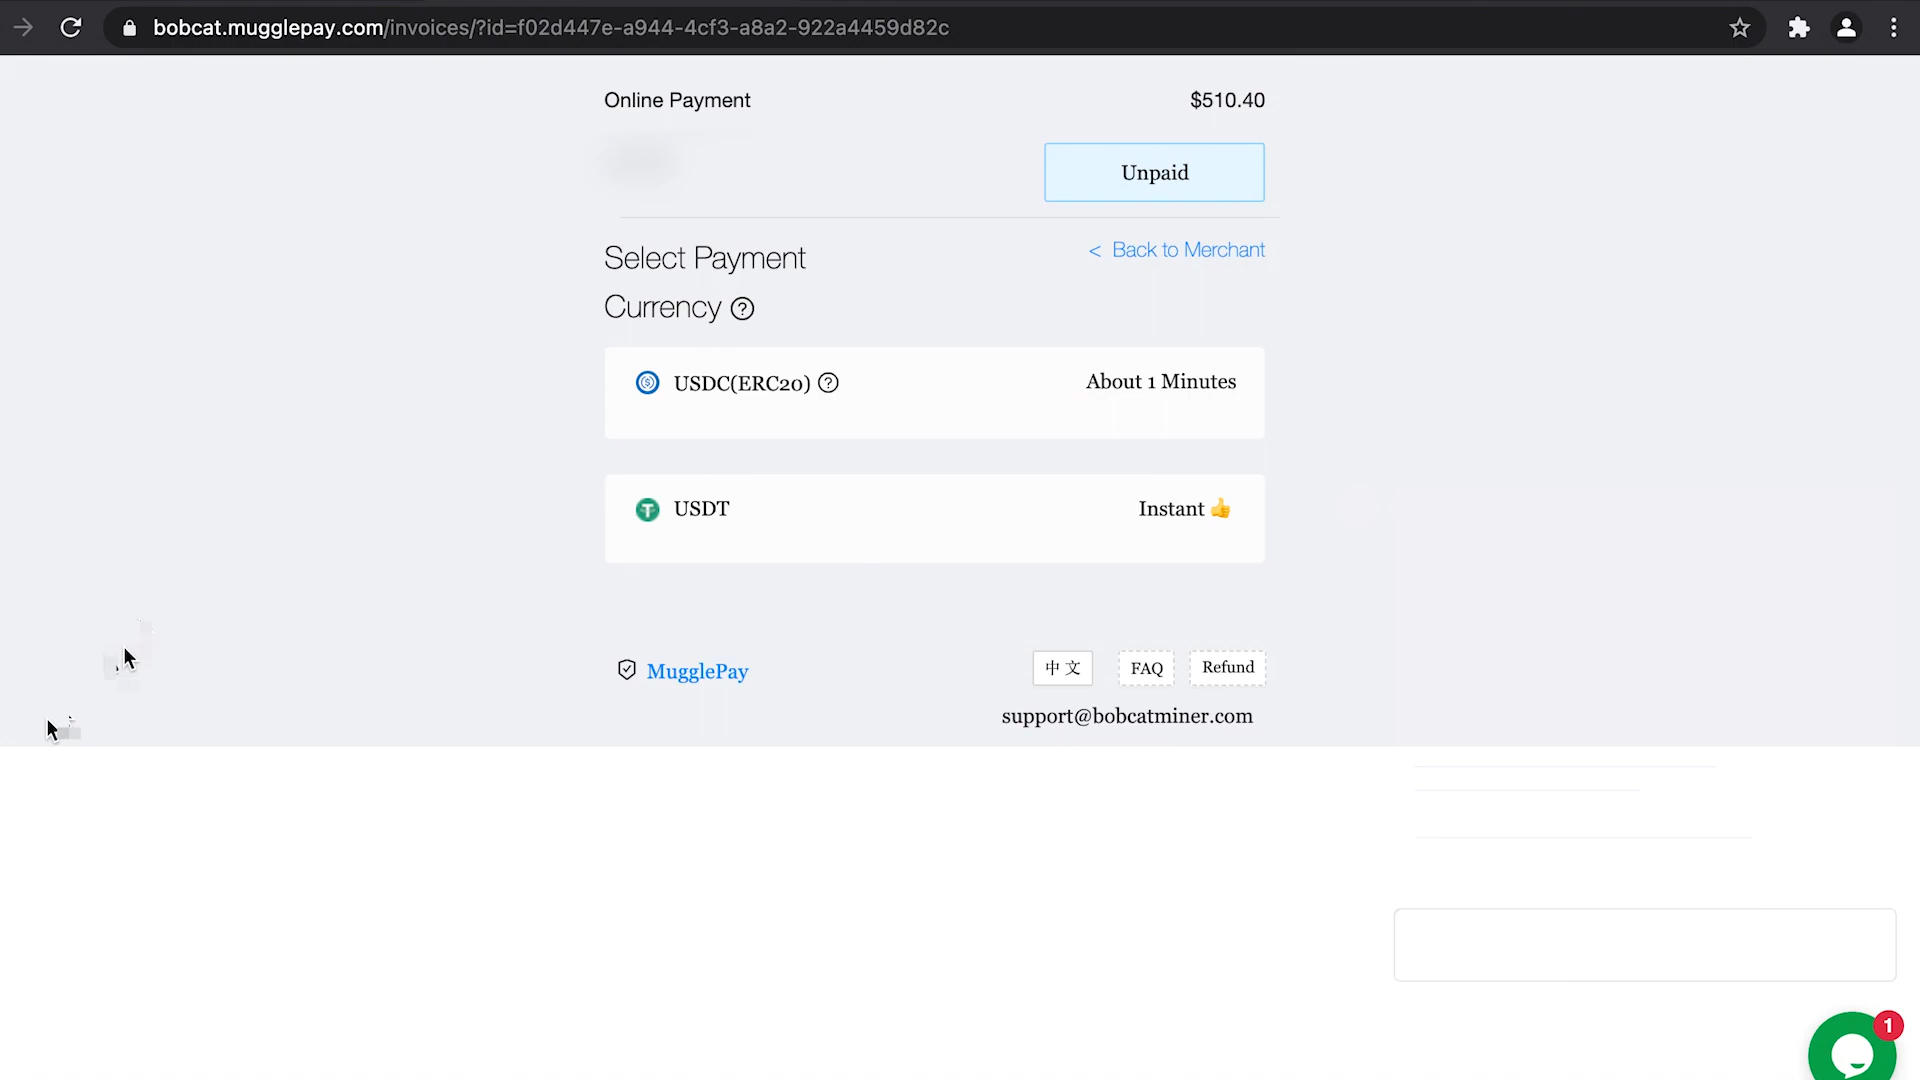 bobcat.mugglepay.com/invoices/?id=f02d447e-a944-4cf3-a8a2-922a4459d82c
Online Payment $510.40
Unpaid
Select Payment
Currency ?
< Back to Merchant
USDC(ERC20) ? About 1 Minutes
USDT Instant 👍
MugglePay 中文 FAQ Refund
support@bobcatminer.com
1